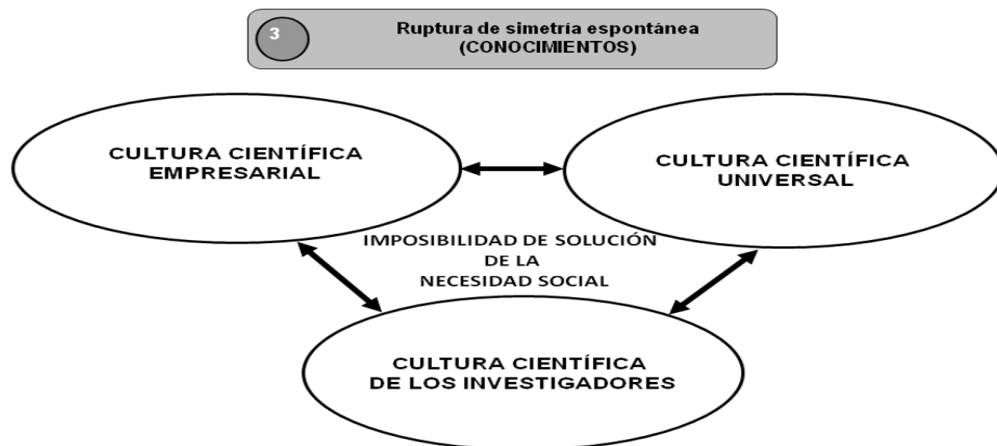 3
Ruptura de simetría espontánea
(CONOCIMIENTOS)
CULTURA CIENTÍFICA
EMPRESARIAL
CULTURA CIENTÍFICA
UNIVERSAL
IMPOSIBILIDAD DE SOLUCIÓN
DE LA
NECESIDAD SOCIAL
CULTURA CIENTÍFICA
DE LOS INVESTIGADORES